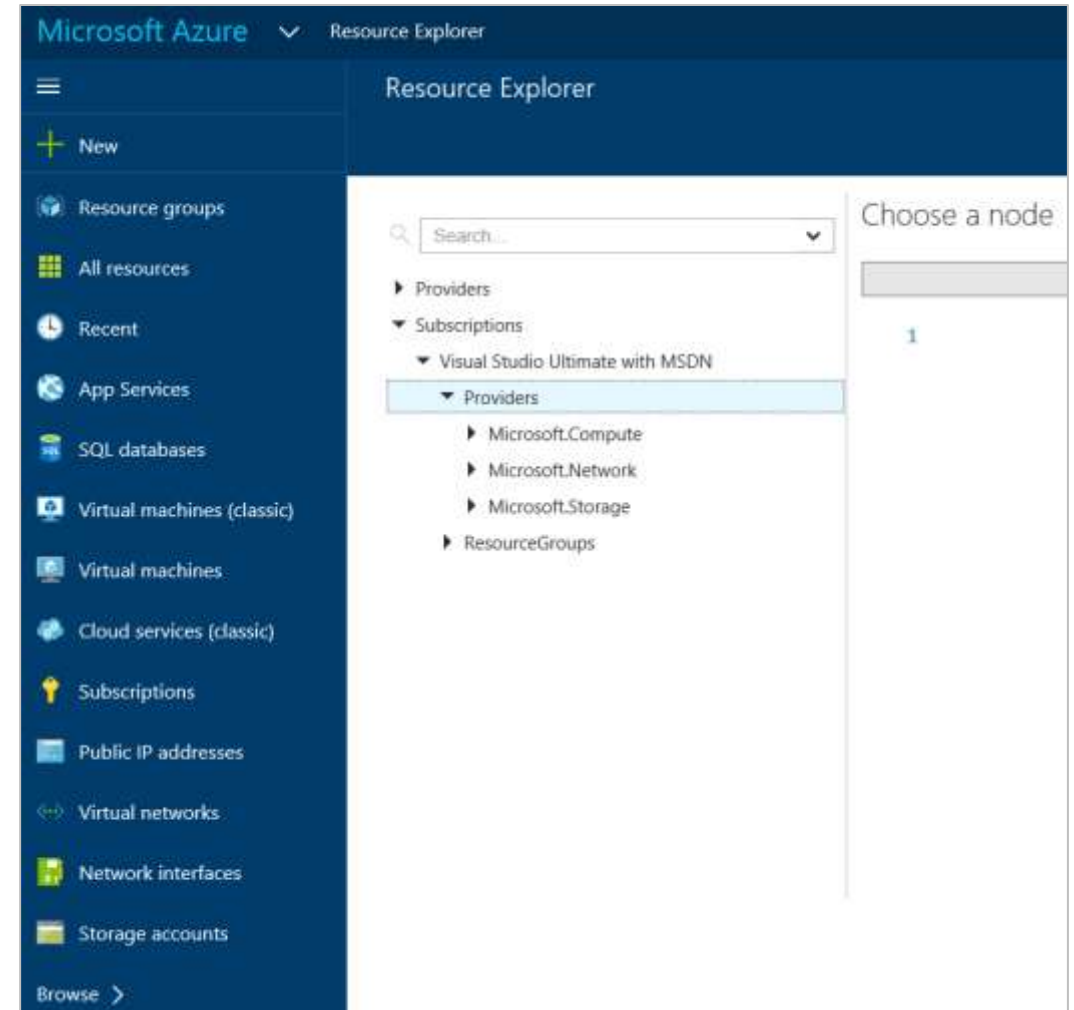 Microsoft Azure Resource Explorer
Resource Explorer
New
Resource groups
All resources
Recent
App Services
SQL databases
Virtual machines (classic)
Virtual machines
Cloud services (classic)
Subscriptions
Public IP addresses
Virtual networks
Network interfaces
Storage accounts
Browse
Search...
Providers
Subscriptions
Visual Studio Ultimate with MSDN
Providers
Microsoft.Compute
Microsoft.Network
Microsoft.Storage
ResourceGroups
Choose a node
1